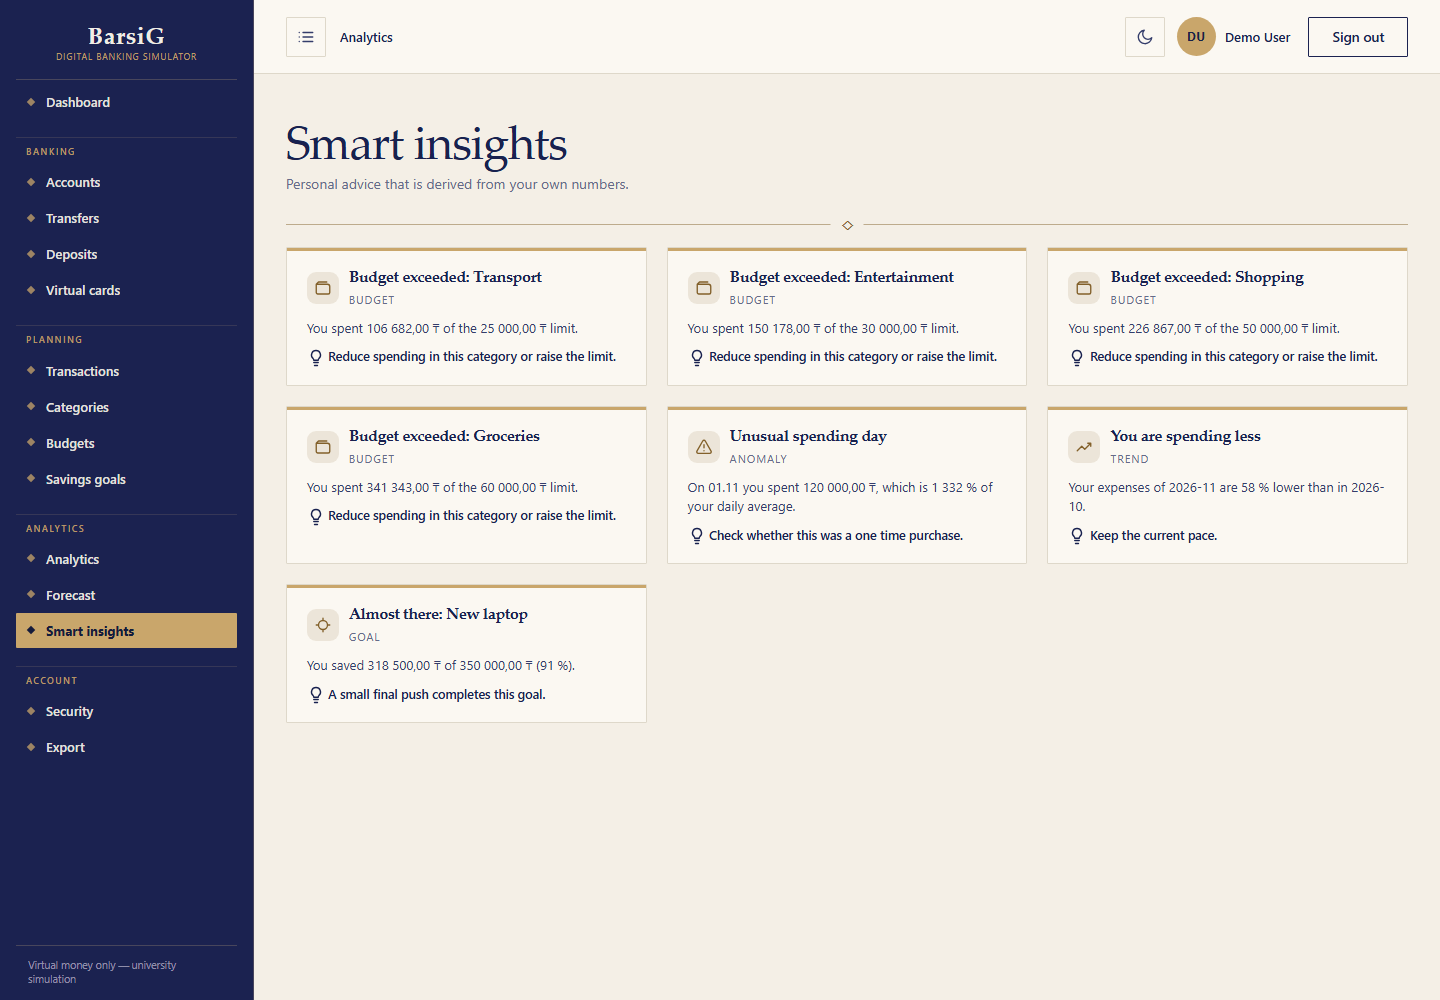 BarsiG
DIGITAL BANKING SIMULATOR
Dashboard
BANKING
Accounts
Transfers
Deposits
Virtual cards
PLANNING
Transactions
Categories
Budgets
Savings goals
ANALYTICS
Analytics
Forecast
Smart insights
ACCOUNT
Security
Export
Virtual money only — university
simulation
Analytics
DU
Demo User
Sign out
Smart insights
Personal advice that is derived from your own numbers.
Budget exceeded: Transport
BUDGET
You spent 106 682,00 ₸ of the 25 000,00 ₸ limit.
Reduce spending in this category or raise the limit.
Budget exceeded: Entertainment
BUDGET
You spent 150 178,00 ₸ of the 30 000,00 ₸ limit.
Reduce spending in this category or raise the limit.
Budget exceeded: Shopping
BUDGET
You spent 226 867,00 ₸ of the 50 000,00 ₸ limit.
Reduce spending in this category or raise the limit.
Budget exceeded: Groceries
BUDGET
You spent 341 343,00 ₸ of the 60 000,00 ₸ limit.
Reduce spending in this category or raise the limit.
Unusual spending day
ANOMALY
On 01.11 you spent 120 000,00 ₸, which is 1 332 % of
your daily average.
Check whether this was a one time purchase.
You are spending less
TREND
Your expenses of 2026-11 are 58 % lower than in 2026-
10.
Keep the current pace.
Almost there: New laptop
GOAL
You saved 318 500,00 ₸ of 350 000,00 ₸ (91 %).
A small final push completes this goal.